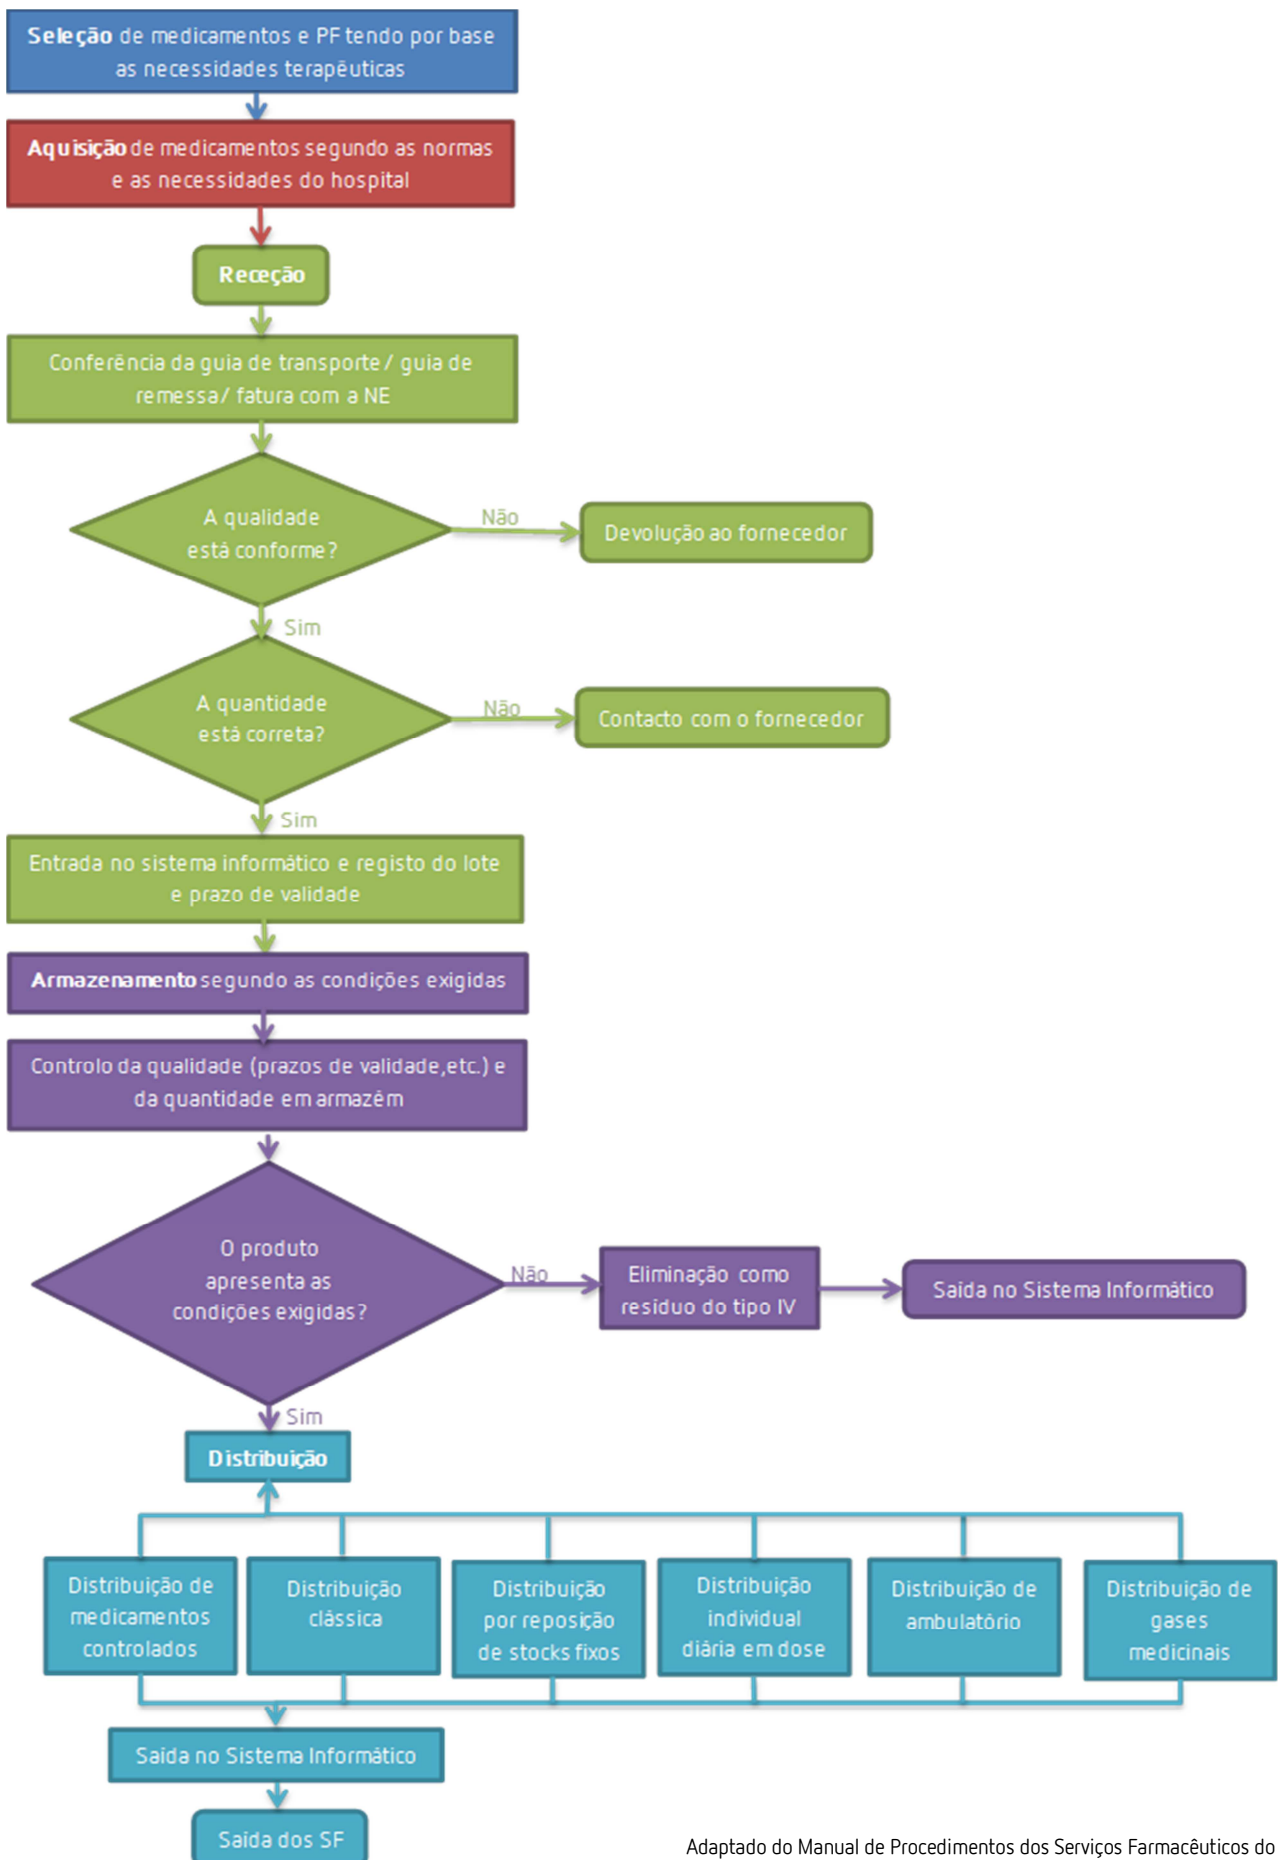 Seleção de medicamentos e PF tendo por base
as necessidades terapêuticas
Aquisição de medicamentos segundo as normas
e as necessidades do hospital
Receção
Conferência da guia de transporte/ guia de
remessa/ fatura com a NE
A qualidade
está conforme?
Não
Devolução ao fornecedor
Sim
A quantidade
está correta?
Não
Contacto com o fornecedor
Sim
Entrada no sistema informático e registo do lote
e prazo de validade
Armazenamento segundo as condições exigidas
Controlo da qualidade (prazos de validade,etc.) e
da quantidade em armazém
O produto
apresenta as
condições exigidas?
Não
Eliminação como
resíduo do tipo IV
Saída no Sistema Informático
Sim
Distribuição
Distribuição de
medicamentos
controlados
Distribuição
clássica
Distribuição
por reposição
de stocks fixos
Distribuição
individual
diária em dose
Distribuição de
ambulatório
Distribuição de
gases
medicinais
Saída no Sistema Informático
Saída dos SF
Adaptado do Manual de Procedimentos dos Serviços Farmacêuticos do